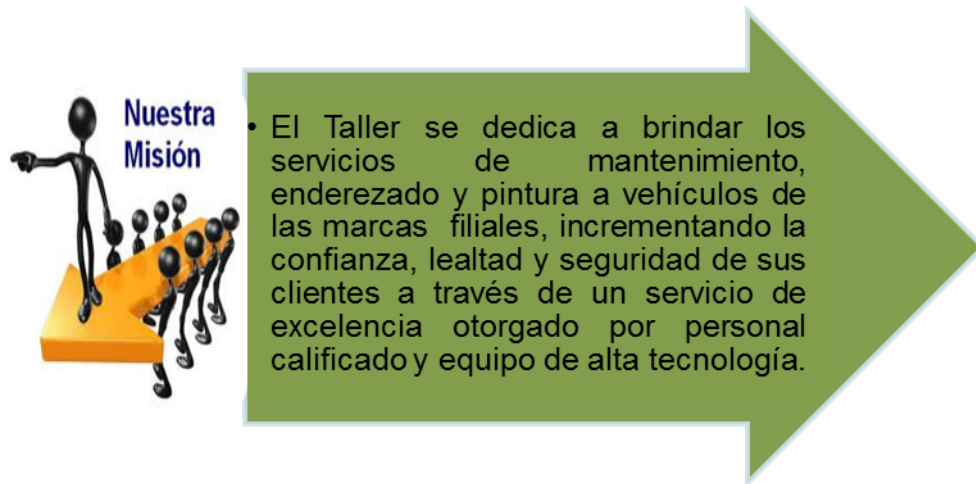 Nuestra
Misión
• El Taller se dedica a brindar los
servicios de mantenimiento,
enderezado y pintura a vehículos de
las marcas filiales, incrementando la
confianza, lealtad y seguridad de sus
clientes a través de un servicio de
excelencia otorgado por personal
calificado y equipo de alta tecnología.